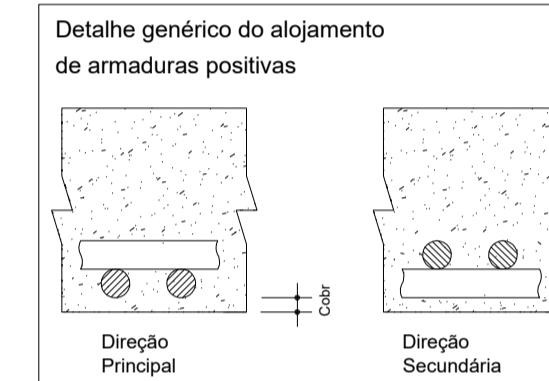 Detalhe genérico do alojamento
de armaduras positivas
Cobr
Direção
Principal
Direção
Secundária